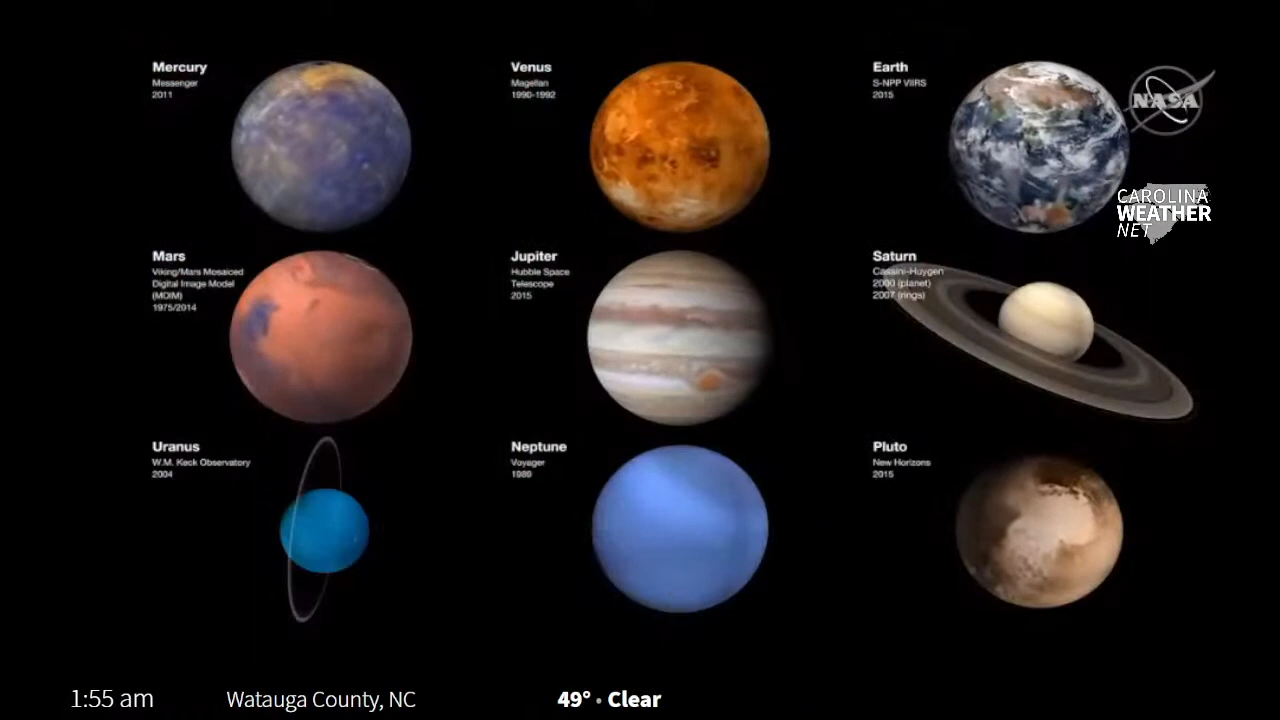 Mercury
Messenger
2011
Venus
Magellan
1990-1992
Earth
S-NPP VIIRS
2015
NASA
CAROLINA
WEATHER
NET
Mars
Viking/Mars Mosaiced
Digital Image Model
(MDIM)
1975/2014
Jupiter
Hubble Space
Telescope
2015
Saturn
Cassini-Huygen
2000 (planet)
2007 (rings)
Uranus
W.M. Keck Observatory
2004
Neptune
Voyager
1989
Pluto
New Horizons
2015
1:55 am
Watauga County, NC
49° • Clear